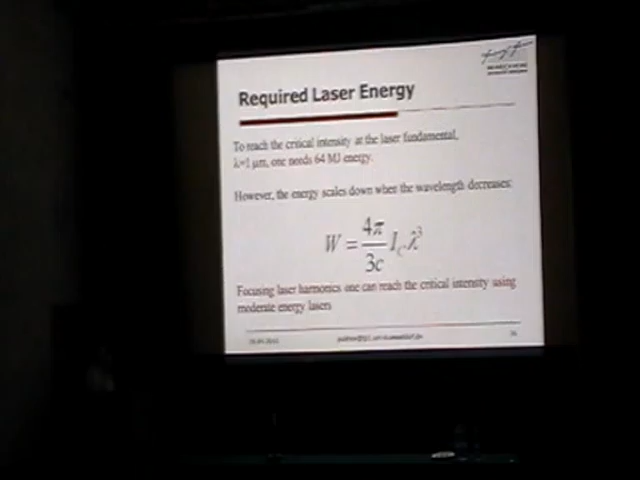 Required Laser Energy
To reach the critical intensity at the laser fundamental,
λ=1 μm, one needs 64 MJ energy.
However, the energy scales down when the wavelength decreases:
W = 4π/3c I_C λ³
Focusing laser harmonics one can reach the critical intensity using
moderate energy lasers